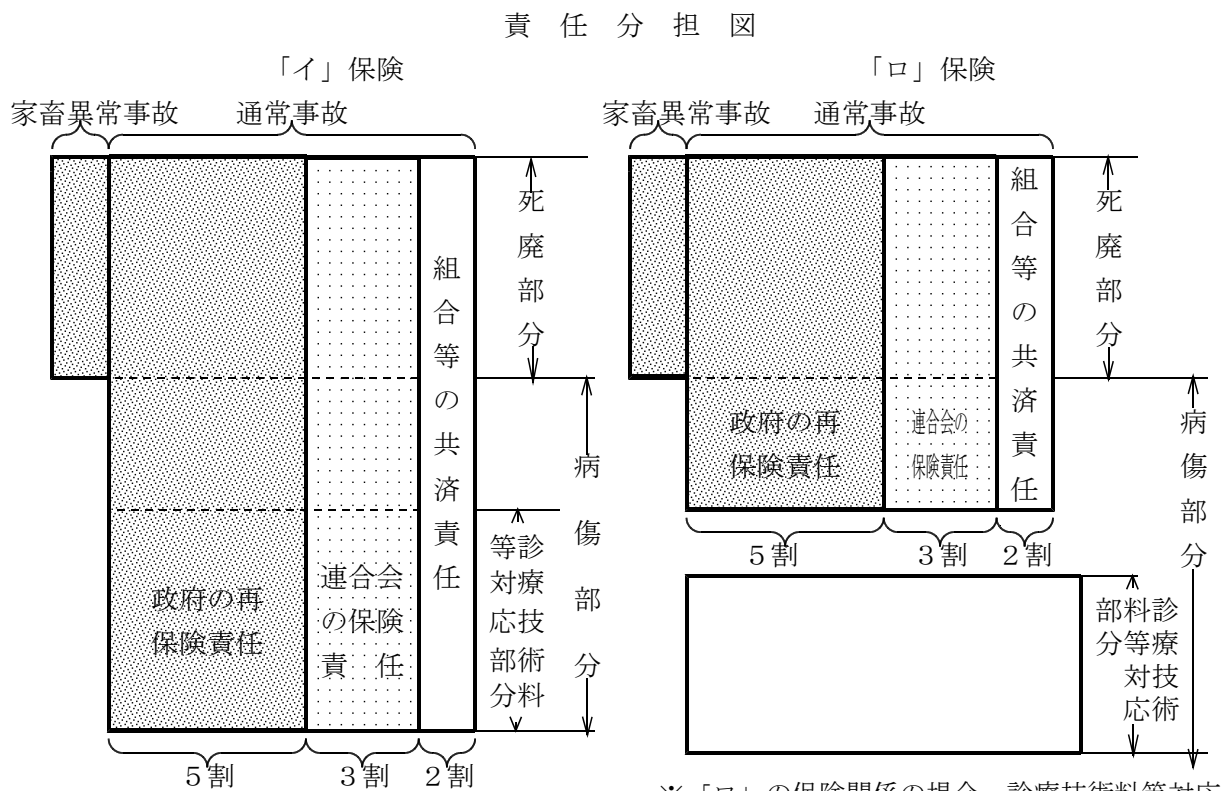 責任分担図
「イ」保険
家畜異常事故
通常事故
死廃部分
組合等の共済責任
病傷部分
診療技術料
等対応部分
政府の再
保険責任
連合会
の保険
責　任
５割
３割
２割
「ロ」保険
家畜異常事故
通常事故
組合等の共済責任
死廃部分
政府の再
保険責任
連合会の
保険責任
病傷部分
５割
３割
２割
診療技術
料等対応
部分
※「ロ」の保険関係の場合、診療技術料等対応